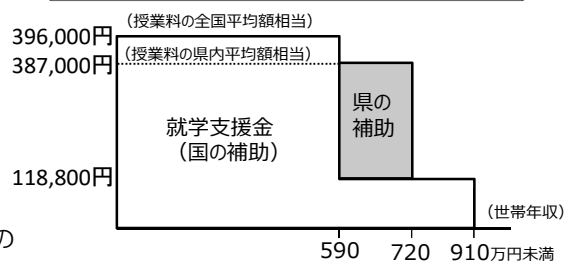 （授業料の全国平均額相当）
396,000円
（授業料の県内平均額相当）
387,000円
県の
補助
就学支援金
（国の補助）
118,800円
（世帯年収）
の
590 720 910万円未満